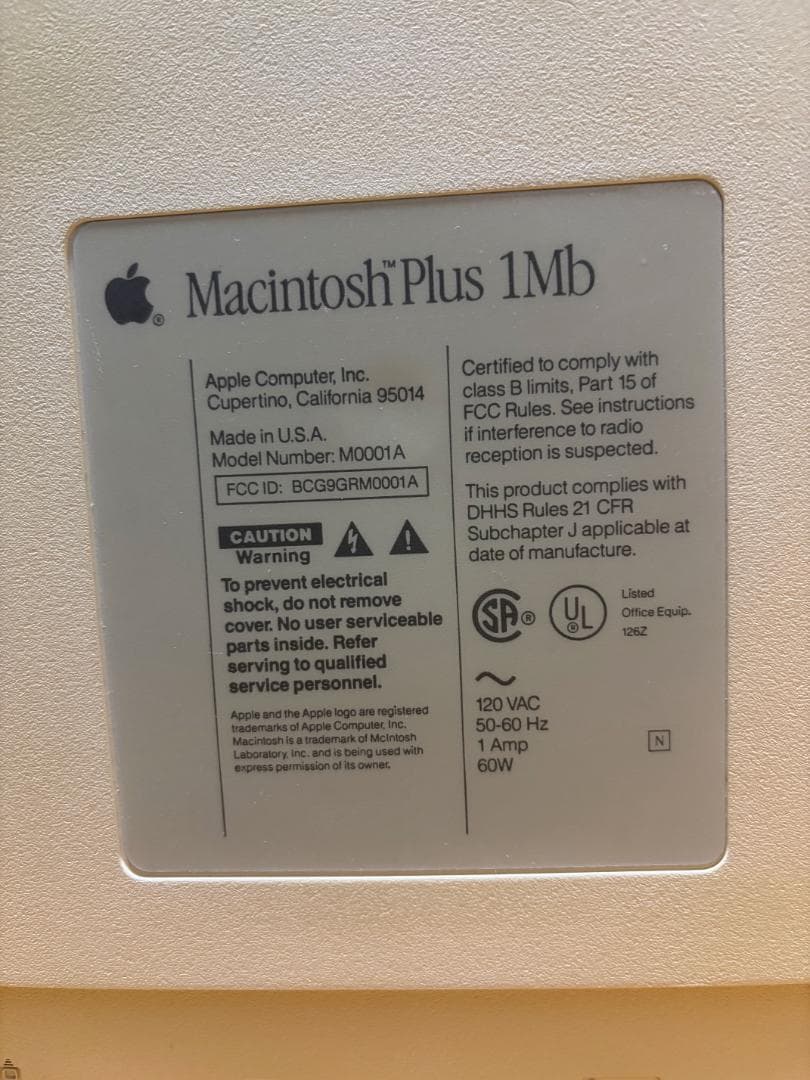 Macintosh™ Plus 1Mb
Apple Computer, Inc.
Cupertino, California 95014
Made in U.S.A.
Model Number: M0001A
FCC ID: BCG9GRM0001A
CAUTION
Warning
To prevent electrical
shock, do not remove
cover. No user serviceable
parts inside. Refer
serving to qualified
service personnel.
Apple and the Apple logo are registered
trademarks of Apple Computer, Inc.
Macintosh is a trademark of McIntosh
Laboratory, Inc. and is being used with
express permission of its owner.
Certified to comply with
class B limits, Part 15 of
FCC Rules. See instructions
if interference to radio
reception is suspected.
This product complies with
DHHS Rules 21 CFR
Subchapter J applicable at
date of manufacture.
SA® UL®
Listed
Office Equip.
126Z
120 VAC
50-60 Hz
1 Amp
60W
N